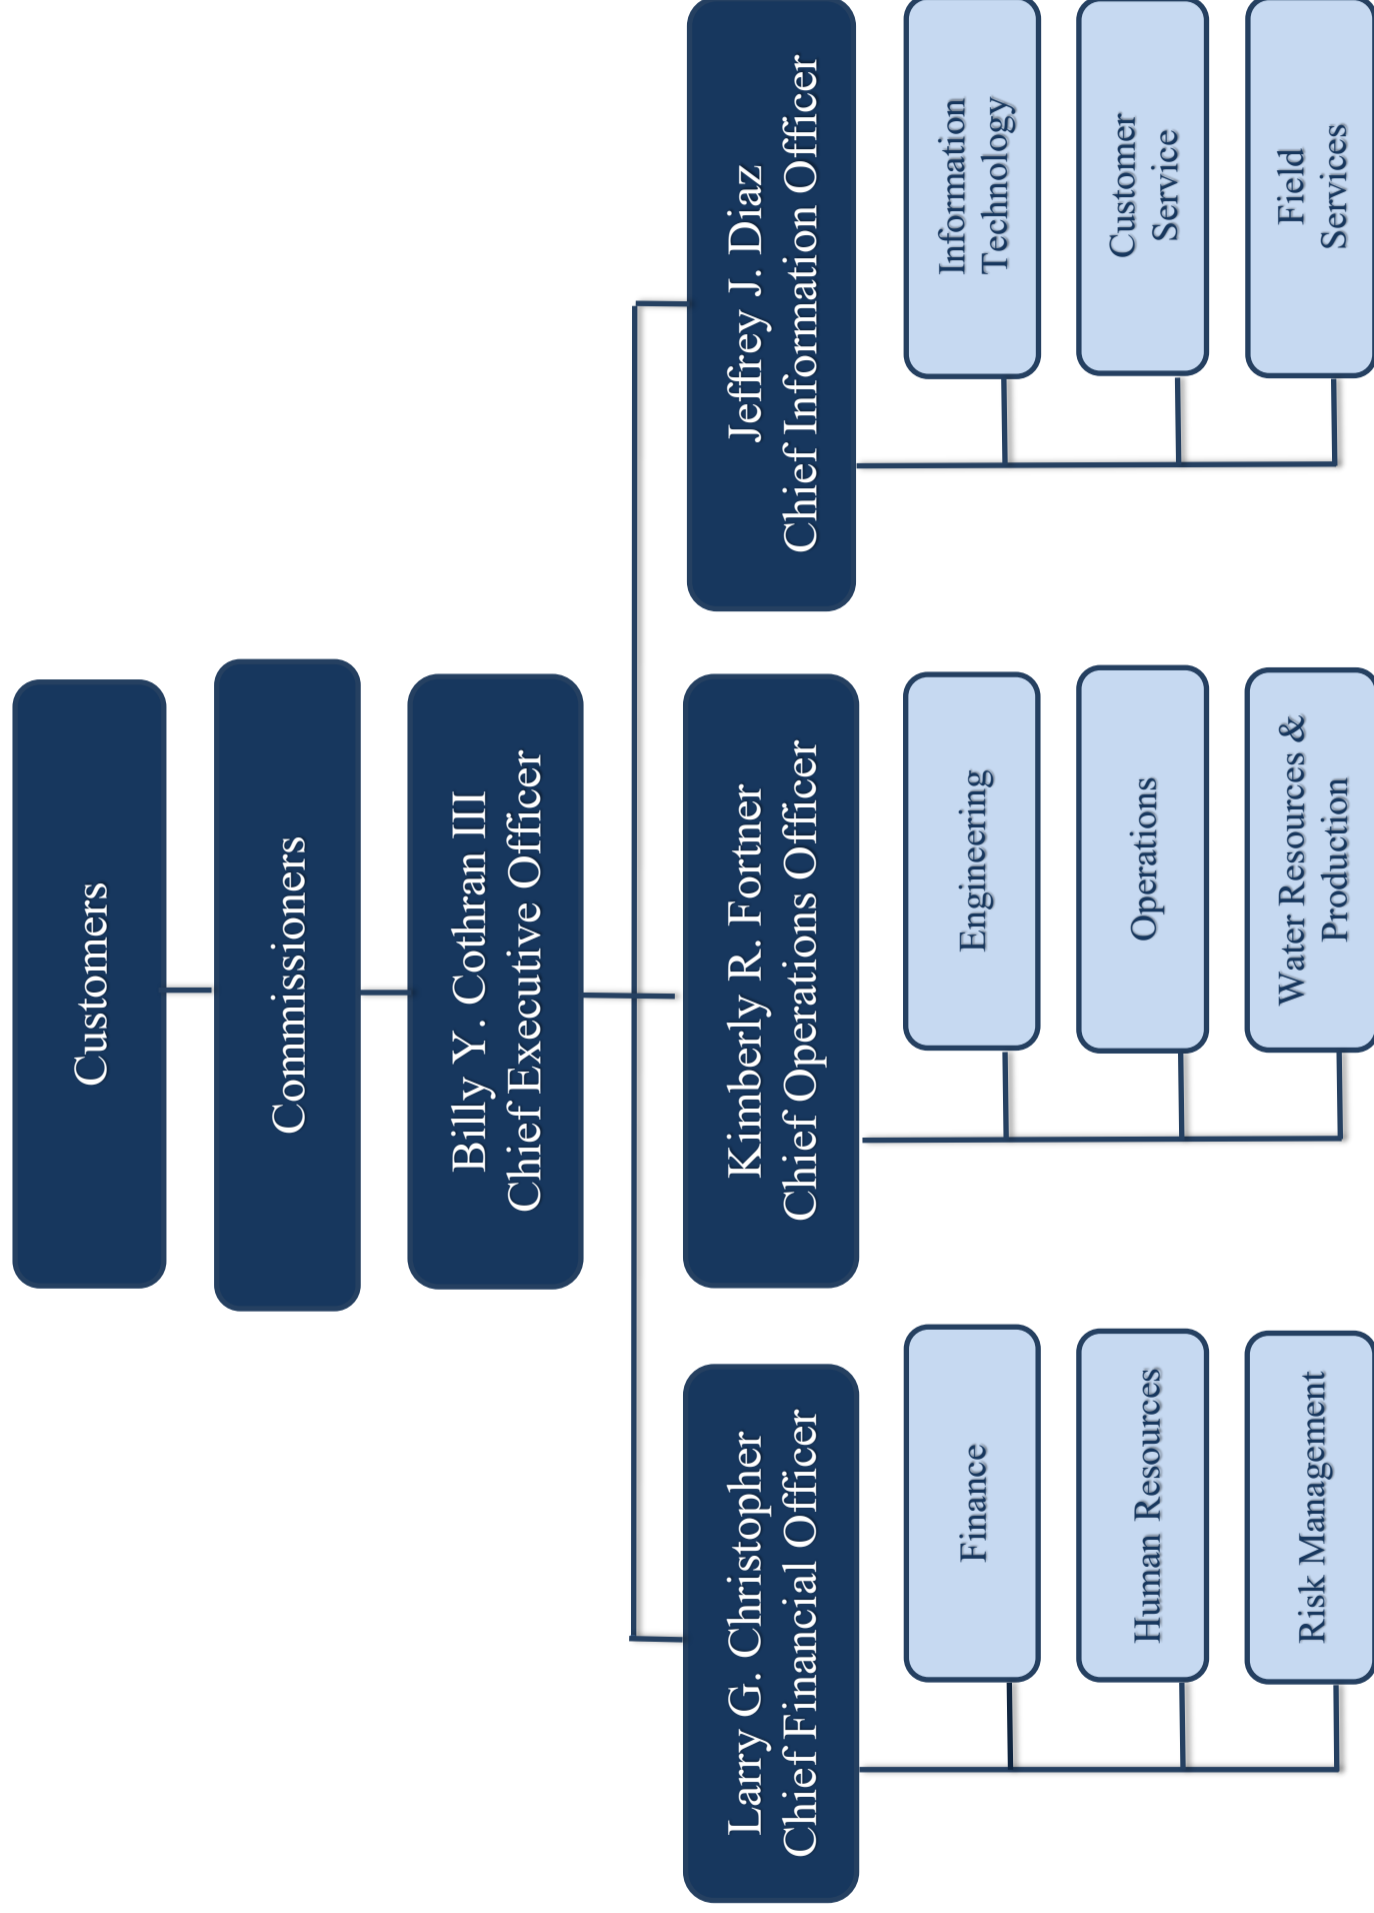 Customers
Commissioners
Billy Y. Cothran III
Chief Executive Officer
Larry G. Christopher
Chief Financial Officer
Finance
Human Resources
Risk Management
Kimberly R. Fortner
Chief Operations Officer
Engineering
Operations
Water Resources &
Production
Jeffrey J. Diaz
Chief Information Officer
Information
Technology
Customer
Service
Field
Services